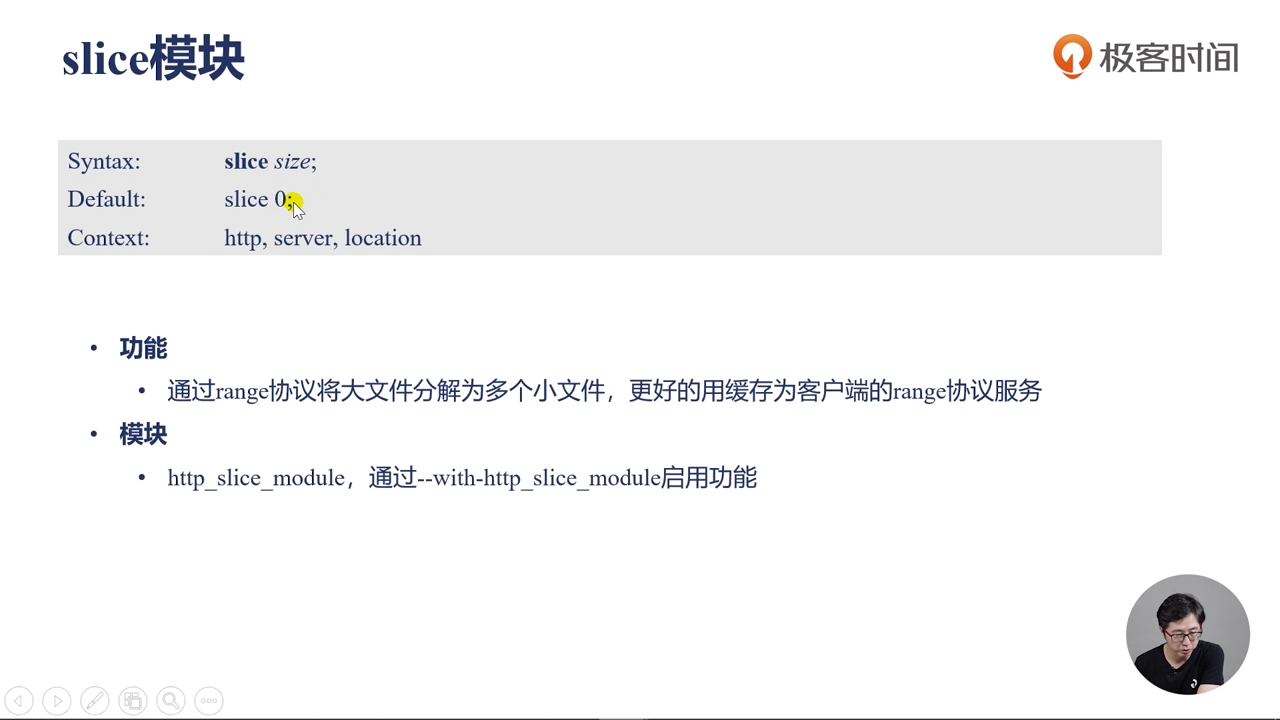 slice模块
极客时间
Syntax: slice size;
Default: slice 0;
Context: http, server, location
• 功能
• 通过range协议将大文件分解为多个小文件，更好的用缓存为客户端的range协议服务
• 模块
• http_slice_module，通过--with-http_slice_module启用功能